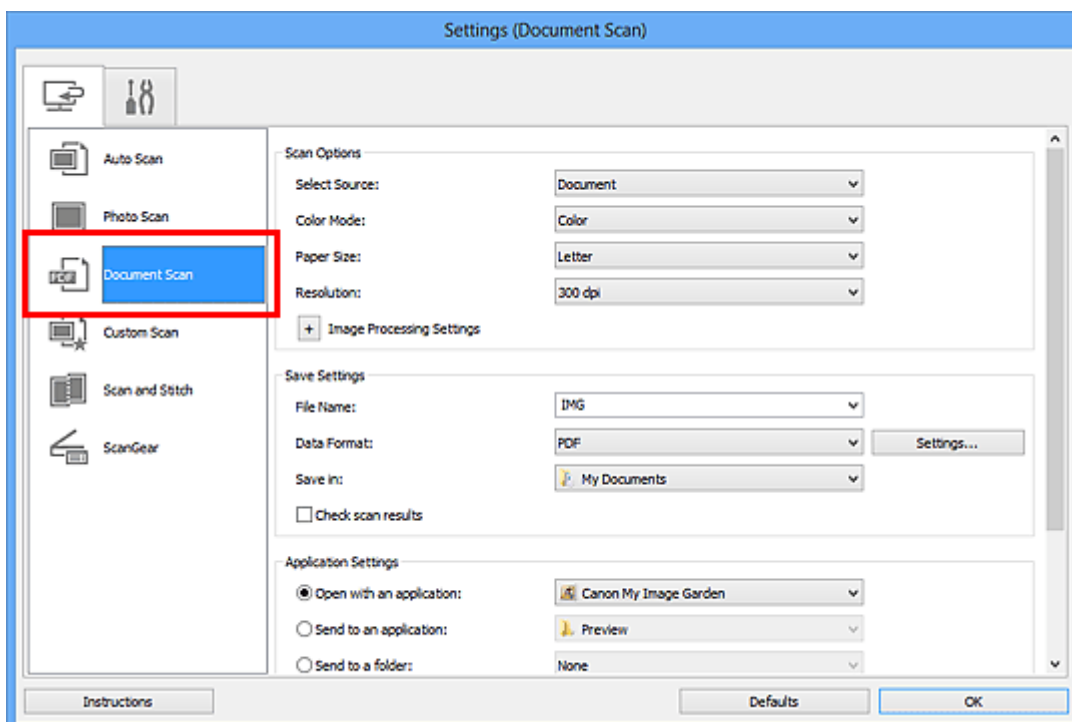 Settings (Document Scan)
Auto Scan
Photo Scan
PDF
Document Scan
Custom Scan
Scan and Stitch
ScanGear
Scan Options
Select Source: Document
Color Mode: Color
Paper Size: Letter
Resolution: 300 dpi
+ Image Processing Settings
Save Settings
File Name: IMG
Data Format: PDF Settings...
Save in: My Documents
Check scan results
Application Settings
Open with an application: Canon My Image Garden
Send to an application: Preview
Send to a folder: None
Instructions Defaults OK